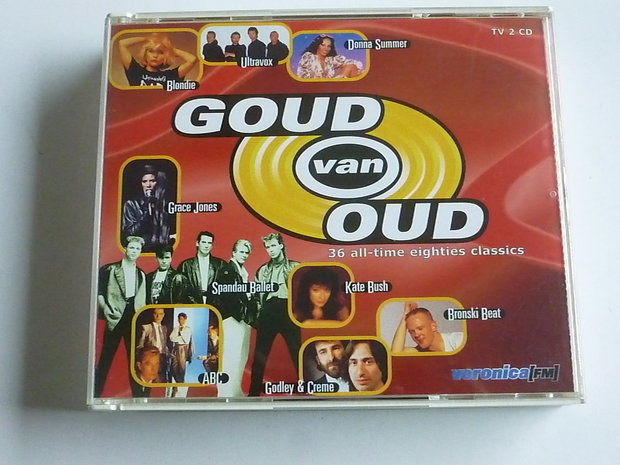 TV 2 CD
Blondie
Ultravox
Donna Summer
GOUD
van
OUD
36 all-time eighties classics
Grace Jones
Spandau Ballet
Kate Bush
Bronski Beat
ABC
Godley & Creme
veronica[FM]